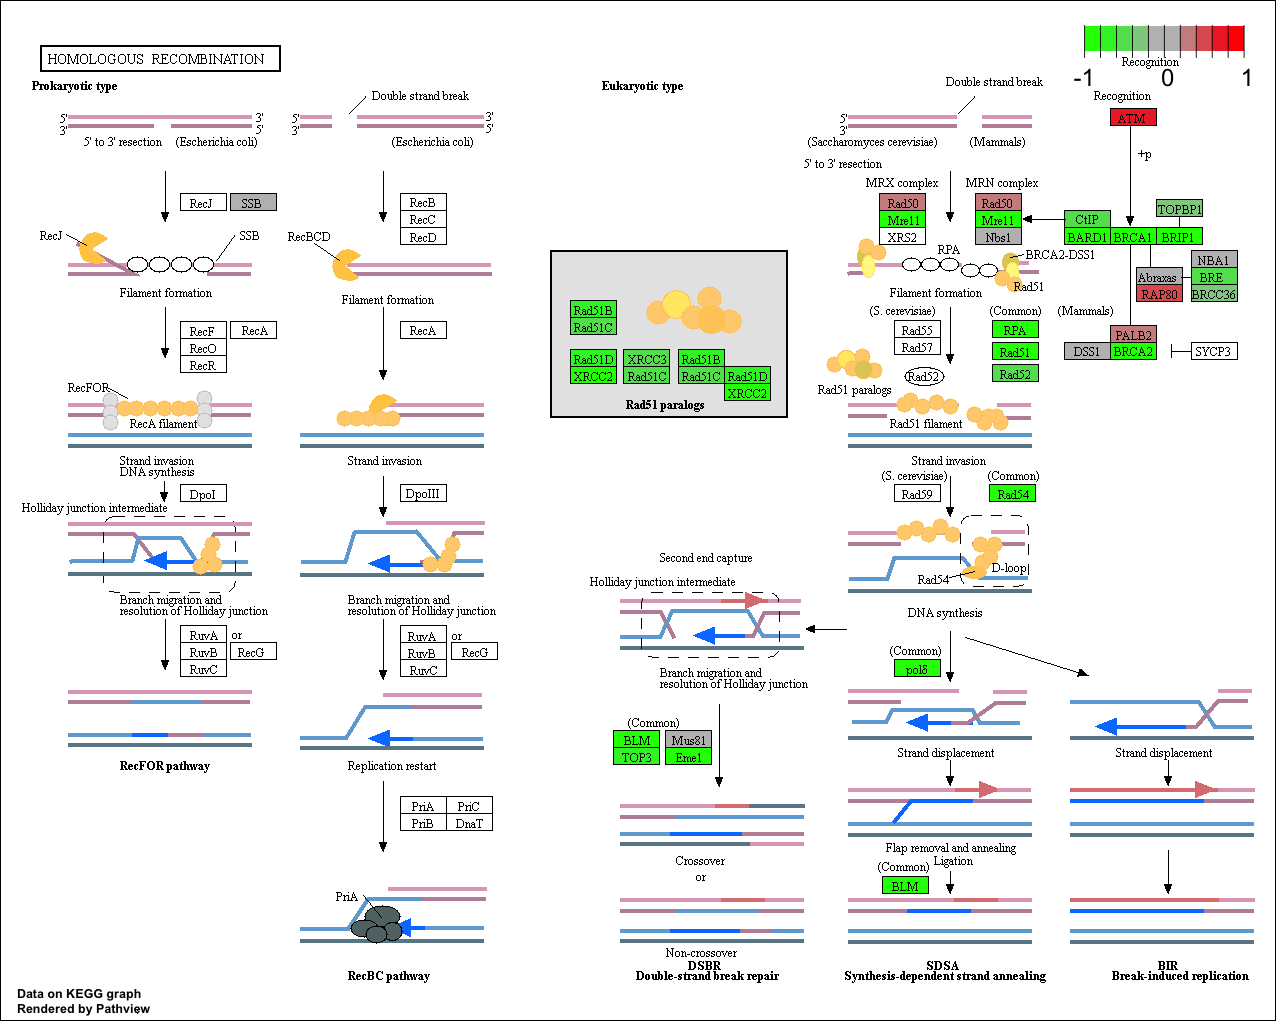 HOMOLOGOUS RECOMBINATION
Prokaryotic type
Double strand break
5'
3'
3'
5'
5' to 3' resection
(Escherichia coli)
5'
3'
3'
5'
(Escherichia coli)
RecJ
SSB
RecB
RecC
RecD
RecJ
SSB
RecBCD
Filament formation
Filament formation
RecF
RecA
RecO
RecR
RecA
RecFOR
RecA filament
Strand invasion
DNA synthesis
Strand invasion
DpoI
DpoIII
Holliday junction intermediate
Branch migration and
resolution of Holliday junction
Branch migration and
resolution of Holliday junction
RuvA
or
RuvB
RecG
RuvC
RuvA
or
RuvB
RecG
RuvC
RecFOR pathway
Replication restart
PriA
PriC
PriB
DnaT
PriA
RecBC pathway
Eukaryotic type
Double strand break
5'
3'
(Saccharomyces cerevisiae)
(Mammals)
5' to 3' resection
MRX complex
MRN complex
Rad50
Mre11
XRS2
Rad50
Mre11
Nbs1
RPA
BRCA2-DSS1
Rad51
Filament formation
(S. cerevisiae)
(Common)
Rad55
Rad57
RPA
Rad51
Rad52
Rad52
Rad51 paralogs
Rad51 filament
Strand invasion
(S. cerevisiae)
(Common)
Rad59
Rad54
D-loop
Rad54
DNA synthesis
Recognition
-1
0
1
Recognition
ATM
+p
TOPBP1
CtIP
BARD1
BRCA1
BRIP1
Abraxas
RAP80
NBA1
BRE
BRCC36
(Mammals)
PALB2
DSS1
BRCA2
SYCP3
Rad51B
Rad51C
Rad51D
XRCC2
XRCC3
Rad51C
Rad51B
Rad51C
Rad51D
XRCC2
Rad51 paralogs
Second end capture
Holliday junction intermediate
Branch migration and
resolution of Holliday junction
(Common)
BLM
TOP3
Mus81
Eme1
Crossover
or
Non-crossover
DSBR
Double-strand break repair
(Common)
polδ
Strand displacement
Flap removal and annealing
Ligation
(Common)
BLM
SDSA
Synthesis-dependent strand annealing
Strand displacement
BIR
Break-induced replication
Data on KEGG graph
Rendered by Pathview